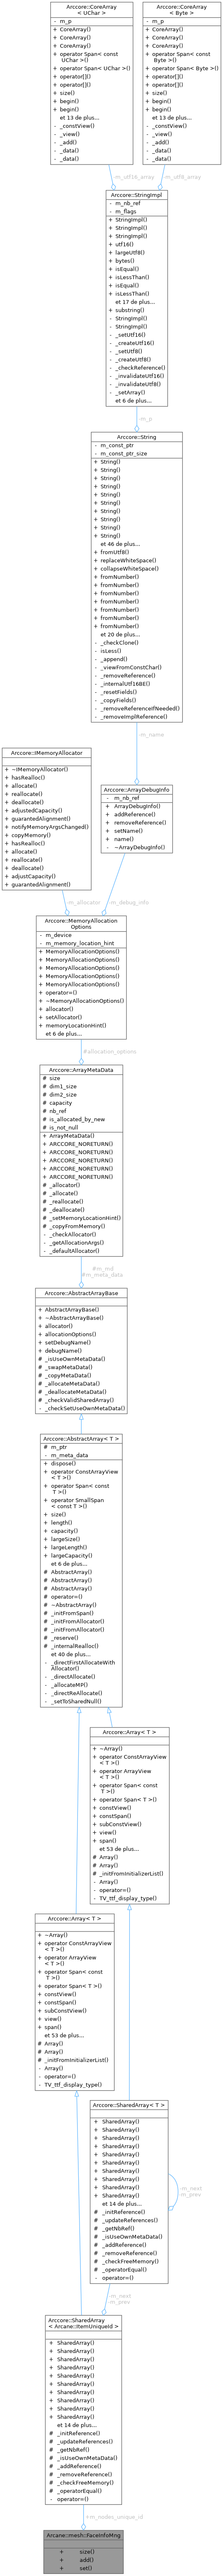 Arccore::CoreArray
< UChar >
- m_p
+ CoreArray()
+ CoreArray()
+ CoreArray()
+ operator Span< const
UChar >()
+ operator Span< UChar >()
+ operator[]()
+ operator[]()
+ size()
+ begin()
+ begin()
et 13 de plus...
- _constView()
- _view()
- _add()
- _data()
- _data()
Arccore::CoreArray
< Byte >
- m_p
+ CoreArray()
+ CoreArray()
+ CoreArray()
+ operator Span< const
Byte >()
+ operator Span< Byte >()
+ operator[]()
+ operator[]()
+ size()
+ begin()
+ begin()
et 13 de plus...
- _constView()
- _view()
- _add()
- _data()
- _data()
-m_utf16_array
-m_utf8_array
Arccore::StringImpl
- m_nb_ref
- m_flags
+ StringImpl()
+ StringImpl()
+ StringImpl()
+ utf16()
+ largeUtf8()
+ bytes()
+ isEqual()
+ isLessThan()
+ isEqual()
+ isLessThan()
et 17 de plus...
+ substring()
- StringImpl()
- StringImpl()
- _setUtf16()
- _createUtf16()
- _setUtf8()
- _createUtf8()
- _checkReference()
- _invalidateUtf16()
- _invalidateUtf8()
- _setArray()
et 6 de plus...
-m_p
Arccore::String
- m_const_ptr
- m_const_ptr_size
+ String()
+ String()
+ String()
+ String()
+ String()
+ String()
+ String()
+ String()
+ String()
+ String()
et 46 de plus...
+ fromUtf8()
+ replaceWhiteSpace()
+ collapseWhiteSpace()
+ fromNumber()
+ fromNumber()
+ fromNumber()
+ fromNumber()
+ fromNumber()
+ fromNumber()
+ fromNumber()
et 20 de plus...
- _checkClone()
- isLess()
- _append()
- _viewFromConstChar()
- _removeReference()
- _internalUtf16BE()
- _resetFields()
- _copyFields()
- _removeReferenceIfNeeded()
- _removeImplReference()
-m_name
Arccore::IMemoryAllocator
+ ~IMemoryAllocator()
+ hasRealloc()
+ allocate()
+ reallocate()
+ deallocate()
+ adjustedCapacity()
+ guarantedAlignment()
+ notifyMemoryArgsChanged()
+ copyMemory()
+ hasRealloc()
+ allocate()
+ reallocate()
+ deallocate()
+ adjustCapacity()
+ guarantedAlignment()
Arccore::ArrayDebugInfo
- m_nb_ref
+ ArrayDebugInfo()
+ addReference()
+ removeReference()
+ setName()
+ name()
- ~ArrayDebugInfo()
-m_allocator
-m_debug_info
Arccore::MemoryAllocation
Options
- m_device
- m_memory_location_hint
+ MemoryAllocationOptions()
+ MemoryAllocationOptions()
+ MemoryAllocationOptions()
+ MemoryAllocationOptions()
+ MemoryAllocationOptions()
+ operator=()
+ ~MemoryAllocationOptions()
+ allocator()
+ setAllocator()
+ memoryLocationHint()
et 6 de plus...
#allocation_options
Arccore::ArrayMetaData
# size
# dim1_size
# dim2_size
# capacity
# nb_ref
# is_allocated_by_new
# is_not_null
+ ArrayMetaData()
+ ARCCORE_NORETURN()
+ ARCCORE_NORETURN()
+ ARCCORE_NORETURN()
+ ARCCORE_NORETURN()
+ ARCCORE_NORETURN()
# _allocator()
# _allocate()
# _reallocate()
# _deallocate()
# _setMemoryLocationHint()
# _copyFromMemory()
- _checkAllocator()
- _getAllocationArgs()
- _defaultAllocator()
#m_md
#m_meta_data
Arccore::AbstractArrayBase
+ AbstractArrayBase()
+ ~AbstractArrayBase()
+ allocator()
+ allocationOptions()
+ setDebugName()
+ debugName()
# _isUseOwnMetaData()
# _swapMetaData()
# _copyMetaData()
# _allocateMetaData()
# _deallocateMetaData()
# _checkValidSharedArray()
- _checkSetUseOwnMetaData()
Arccore::AbstractArray< T >
# m_ptr
- m_meta_data
+ dispose()
+ operator ConstArrayView
< T >()
+ operator Span< const
T >()
+ operator SmallSpan
< const T >()
+ size()
+ length()
+ capacity()
+ largeSize()
+ largeLength()
+ largeCapacity()
et 6 de plus...
# AbstractArray()
# AbstractArray()
# AbstractArray()
# operator=()
# ~AbstractArray()
# _initFromSpan()
# _initFromAllocator()
# _initFromAllocator()
# _reserve()
# _internalRealloc()
et 40 de plus...
- _directFirstAllocateWith
Allocator()
- _directAllocate()
- _allocateMP()
- _directReAllocate()
- _setToSharedNull()
Arccore::Array< T >
+ ~Array()
+ operator ConstArrayView
< T >()
+ operator ArrayView
< T >()
+ operator Span< const
T >()
+ operator Span< T >()
+ constView()
+ constSpan()
+ subConstView()
+ view()
+ span()
et 53 de plus...
# Array()
# Array()
# _initFromInitializerList()
- Array()
- operator=()
- TV_ttf_display_type()
Arccore::Array< T >
+ ~Array()
+ operator ConstArrayView
< T >()
+ operator ArrayView
< T >()
+ operator Span< const
T >()
+ operator Span< T >()
+ constView()
+ constSpan()
+ subConstView()
+ view()
+ span()
et 53 de plus...
# Array()
# Array()
# _initFromInitializerList()
- Array()
- operator=()
- TV_ttf_display_type()
Arccore::SharedArray< T >
+ SharedArray()
+ SharedArray()
+ SharedArray()
+ SharedArray()
+ SharedArray()
+ SharedArray()
+ SharedArray()
+ SharedArray()
+ SharedArray()
+ SharedArray()
et 14 de plus...
# _initReference()
# _updateReferences()
# _getNbRef()
# _isUseOwnMetaData()
# _addReference()
# _removeReference()
# _checkFreeMemory()
# _operatorEqual()
- operator=()
-m_next
-m_prev
-m_next
-m_prev
Arccore::SharedArray
< Arcane::ItemUniqueId >
+ SharedArray()
+ SharedArray()
+ SharedArray()
+ SharedArray()
+ SharedArray()
+ SharedArray()
+ SharedArray()
+ SharedArray()
+ SharedArray()
+ SharedArray()
et 14 de plus...
# _initReference()
# _updateReferences()
# _getNbRef()
# _isUseOwnMetaData()
# _addReference()
# _removeReference()
# _checkFreeMemory()
# _operatorEqual()
- operator=()
+m_nodes_unique_id
Arcane::mesh::FaceInfoMng
+ size()
+ add()
+ set()